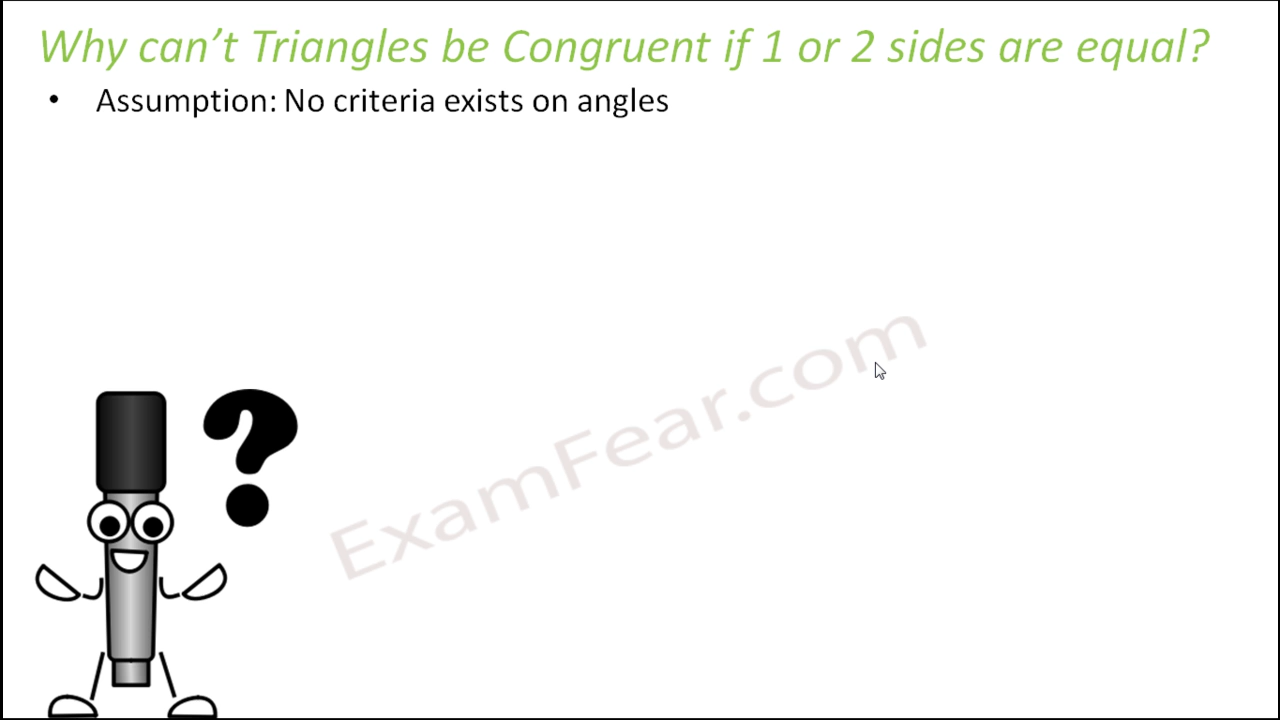 Why can’t Triangles be Congruent if 1 or 2 sides are equal?
• Assumption: No criteria exists on angles
ExamFear.com
?